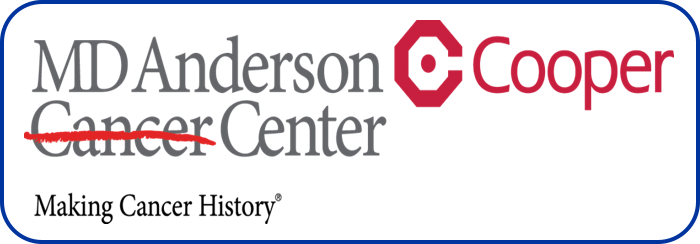 MD Anderson Cooper
Cancer Center
Making Cancer History®